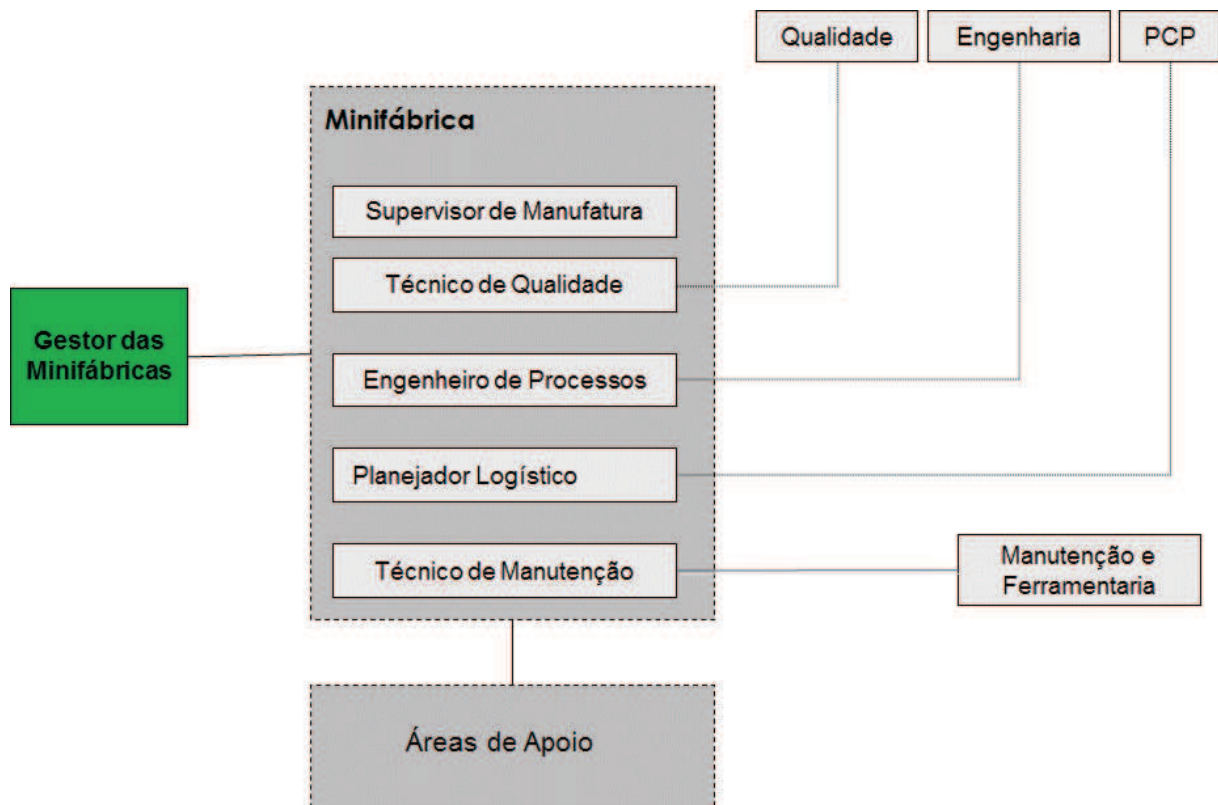 Qualidade
Engenharia
PCP
Minifábrica
Supervisor de Manufatura
Técnico de Qualidade
Gestor das
Minifábricas
Engenheiro de Processos
Planejador Logístico
Técnico de Manutenção
Manutenção e
Ferramentaria
Áreas de Apoio